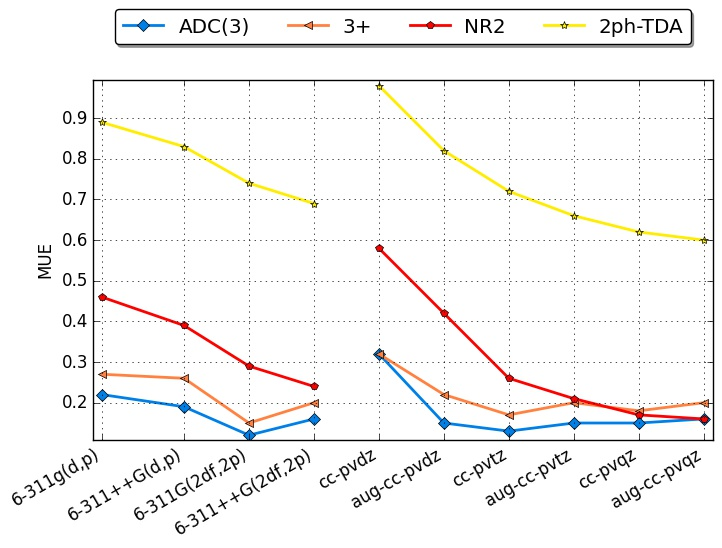 ADC(3) 3+ NR2 2ph-TDA
0.9
0.8
0.7
0.6
0.5
0.4
0.3
0.2
MUE
6-311g(d,p)
6-311++G(d,p)
6-311G(2df,2p)
6-311++G(2df,2p)
cc-pvdz
aug-cc-pvdz
cc-pvtz
aug-cc-pvtz
cc-pvqz
aug-cc-pvqz